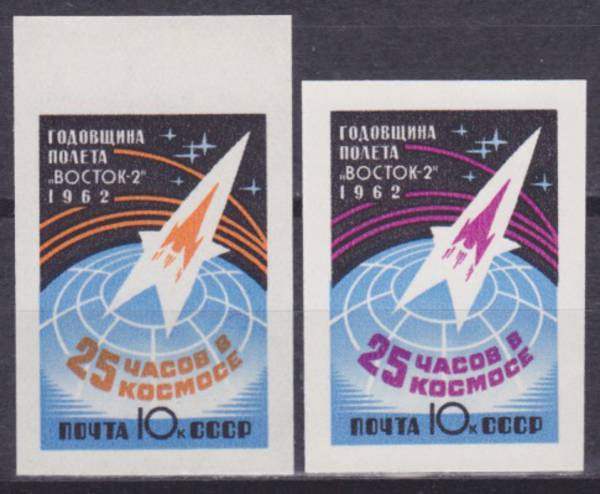 ГОДОВЩИНА
ПОЛЕТА
„ВОСТОК-2"
1962
25 ЧАСОВ В
КОСМОСЕ
ПОЧТА 10к СССР
ГОДОВЩИНА
ПОЛЕТА
„ВОСТОК-2"
1962
25 ЧАСОВ В
КОСМОСЕ
ПОЧТА 10к СССР